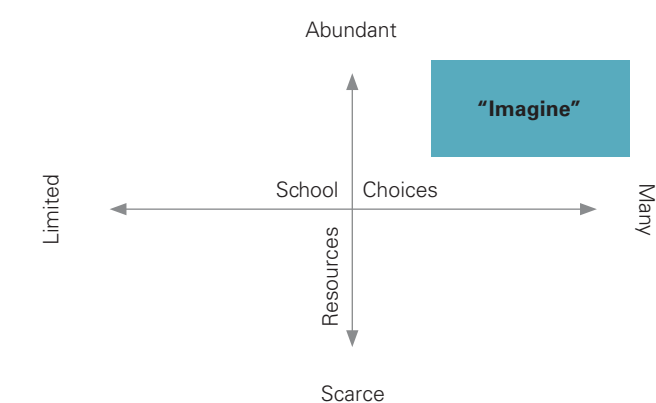 Abundant
“Imagine”
Limited
School Choices
Many
Resources
Scarce